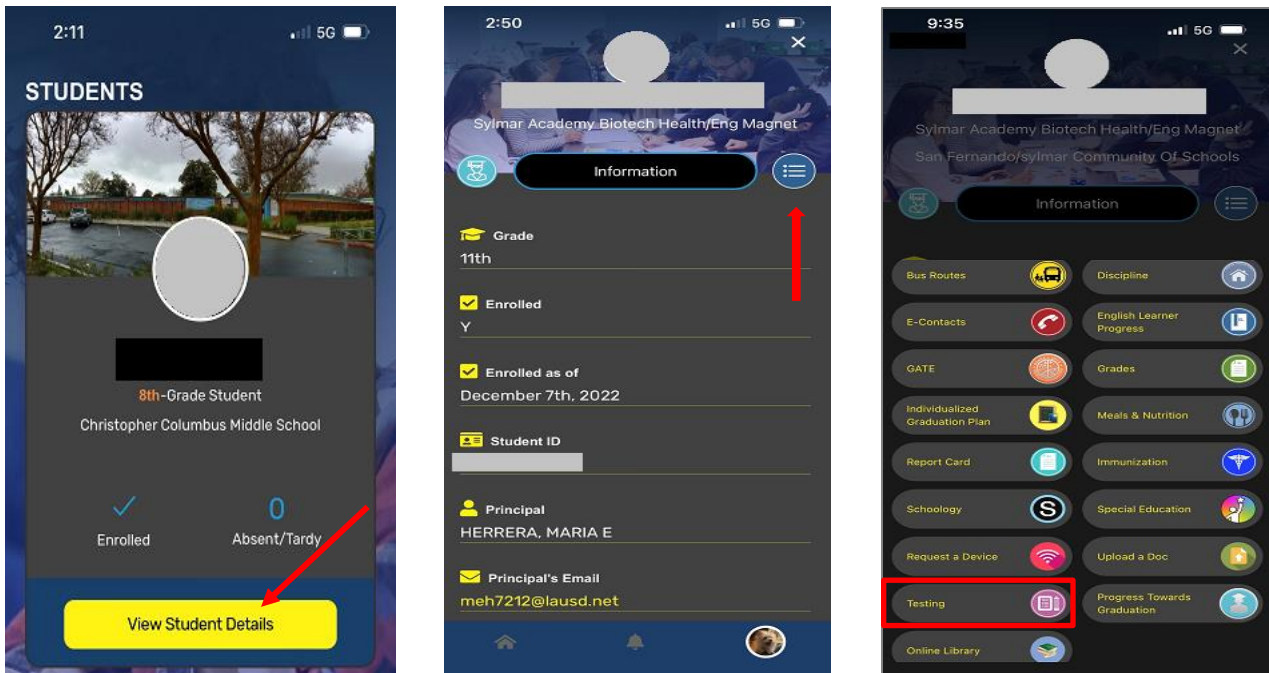 2:11
5G
STUDENTS
8th-Grade Student
Christopher Columbus Middle School
0
Enrolled
Absent/Tardy
View Student Details
2:50
5G
Sylmar Academy Biotech Health/Eng Magnet
Information
Grade
11th
Enrolled
Y
Enrolled as of
December 7th, 2022
Student ID
Principal
HERRERA, MARIA E
Principal's Email
meh7212@lausd.net
9:35
5G
Sylmar Academy Biotech Health/Eng Magnet
San Fernando/sylmar Community Of Schools
Information
Bus Routes
Discipline
E-Contacts
English Learner
Progress
GATE
Grades
Individualized
Graduation Plan
Meals & Nutrition
Report Card
Immunization
Schoology
S
Special Education
Request a Device
Upload a Doc
Testing
Progress Towards
Graduation
Online Library